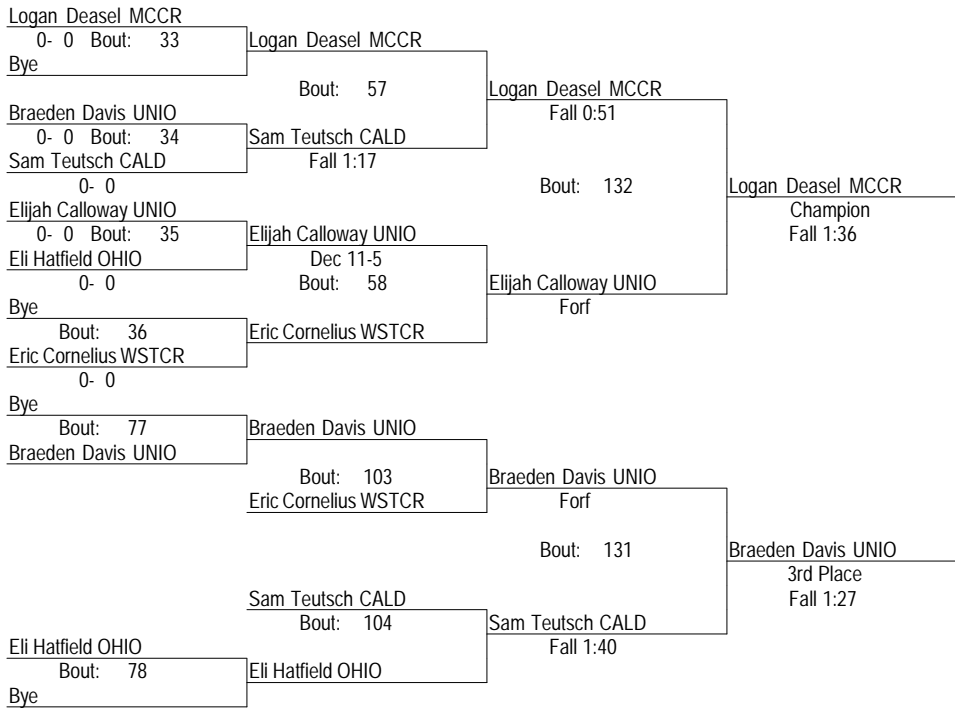 Logan Deasel MCCR
0- 0 Bout: 33
Logan Deasel MCCR
Bye
Bout: 57
Logan Deasel MCCR
Braeden Davis UNIO
Fall 0:51
0- 0 Bout: 34
Sam Teutsch CALD
Sam Teutsch CALD
Fall 1:17
0- 0
Bout: 132
Logan Deasel MCCR
Elijah Calloway UNIO
Champion
0- 0 Bout: 35
Elijah Calloway UNIO
Fall 1:36
Eli Hatfield OHIO
Dec 11-5
0- 0
Bout: 58
Elijah Calloway UNIO
Bye
Forf
Bout: 36
Eric Cornelius WSTCR
Eric Cornelius WSTCR
0- 0
Bye
Bout: 77
Braeden Davis UNIO
Braeden Davis UNIO
Bout: 103
Braeden Davis UNIO
Eric Cornelius WSTCR
Forf
Bout: 131
Braeden Davis UNIO
3rd Place
Sam Teutsch CALD
Fall 1:27
Bout: 104
Sam Teutsch CALD
Eli Hatfield OHIO
Fall 1:40
Bout: 78
Eli Hatfield OHIO
Bye